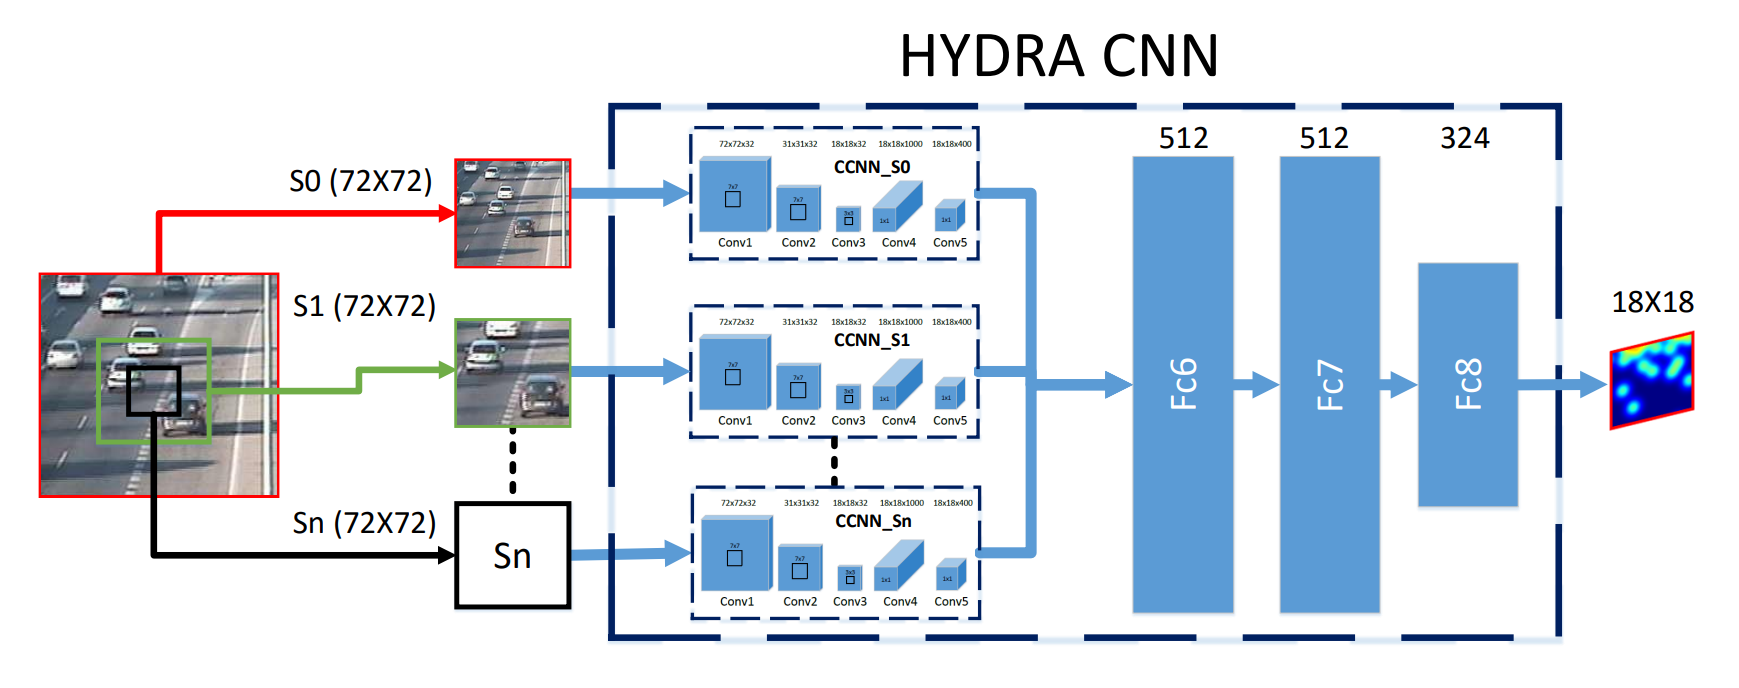 HYDRA CNN
S0 (72X72)
S1 (72X72)
Sn (72X72)
Sn
72x72x32 31x31x32 18x18x32 18x18x1000 18x18x400
CCNN_S0
7x7 7x7 3x3 1x1 1x1
Conv1 Conv2 Conv3 Conv4 Conv5
72x72x32 31x31x32 18x18x32 18x18x1000 18x18x400
CCNN_S1
7x7 7x7 3x3 1x1 1x1
Conv1 Conv2 Conv3 Conv4 Conv5
72x72x32 31x31x32 18x18x32 18x18x1000 18x18x400
CCNN_Sn
7x7 7x7 3x3 1x1 1x1
Conv1 Conv2 Conv3 Conv4 Conv5
512 512 324
Fc6 Fc7 Fc8
18X18